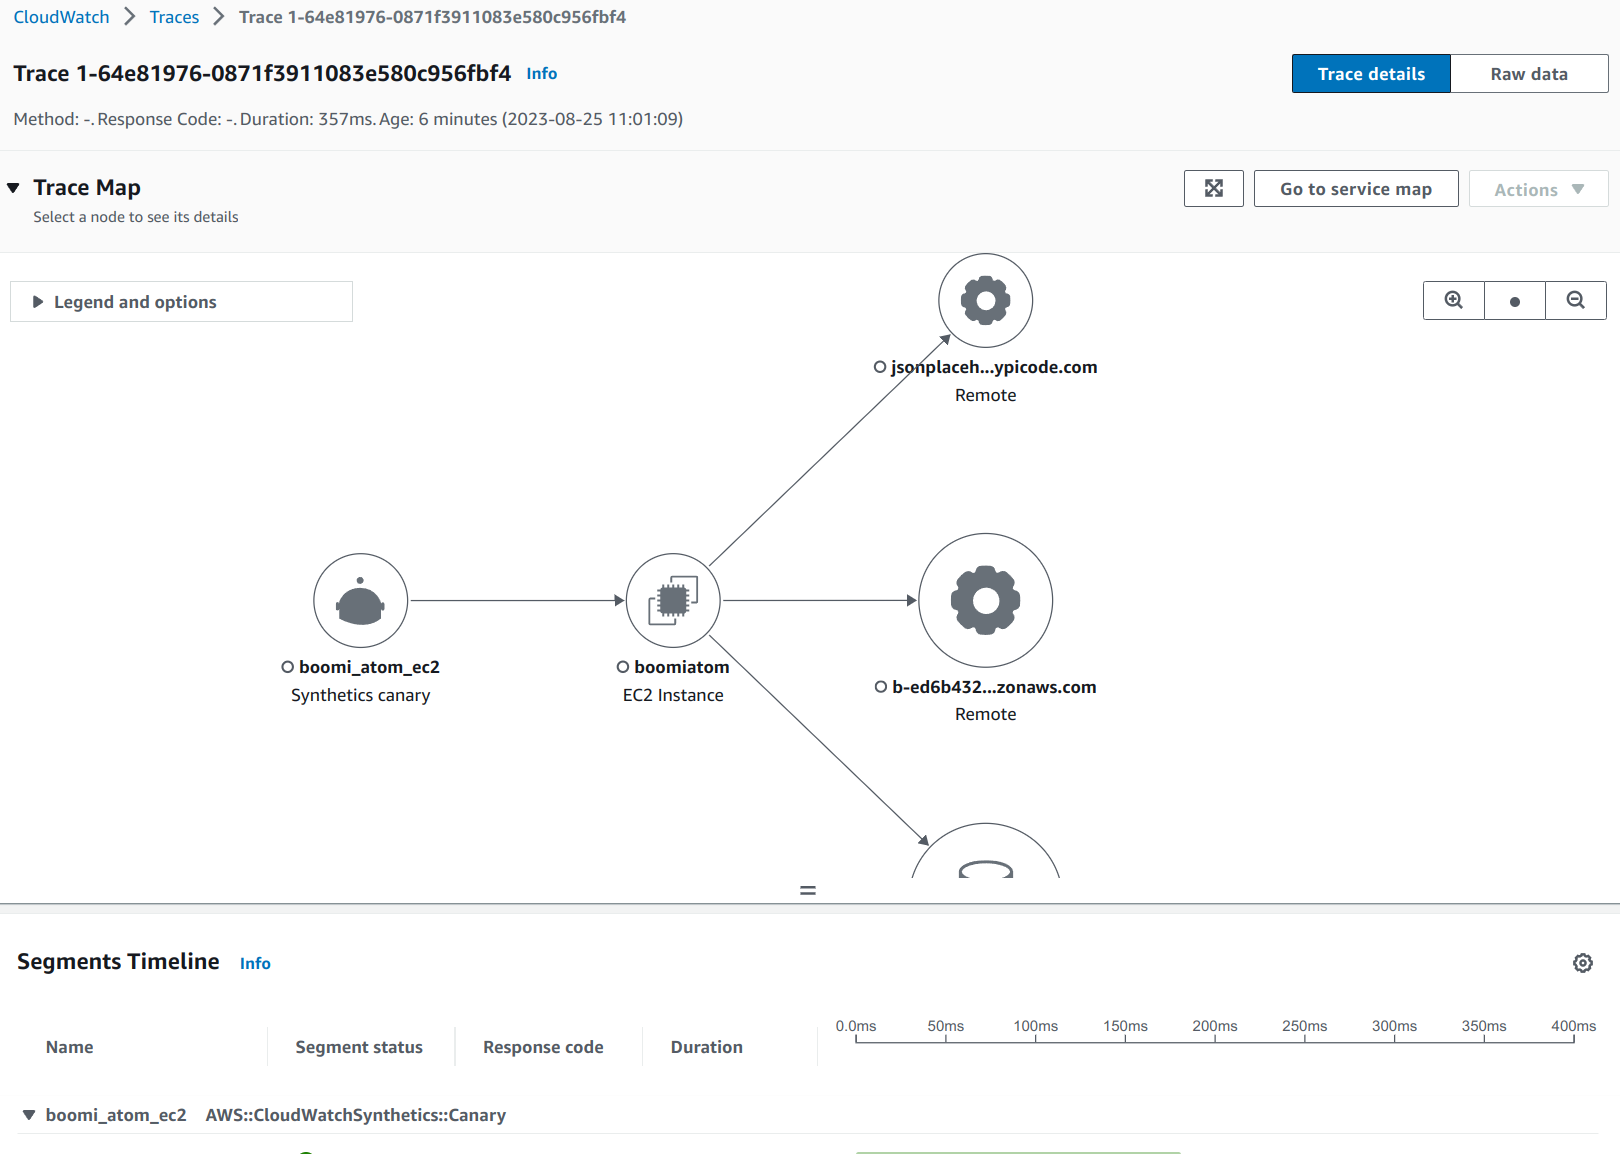 CloudWatch > Traces > Trace 1-64e81976-0871f3911083e580c956fbf4
Trace 1-64e81976-0871f3911083e580c956fbf4 Info
Trace details Raw data
Method: -. Response Code: -. Duration: 357ms. Age: 6 minutes (2023-08-25 11:01:09)
Trace Map
Select a node to see its details
Go to service map
Actions
Legend and options
jsonplaceh...ypicode.com
Remote
boomi_atom_ec2
Synthetics canary
boomiatom
EC2 Instance
b-ed6b432...zonaws.com
Remote
Segments Timeline Info
0.0ms 50ms 100ms 150ms 200ms 250ms 300ms 350ms 400ms
Name Segment status Response code Duration
boomi_atom_ec2 AWS::CloudWatchSynthetics::Canary